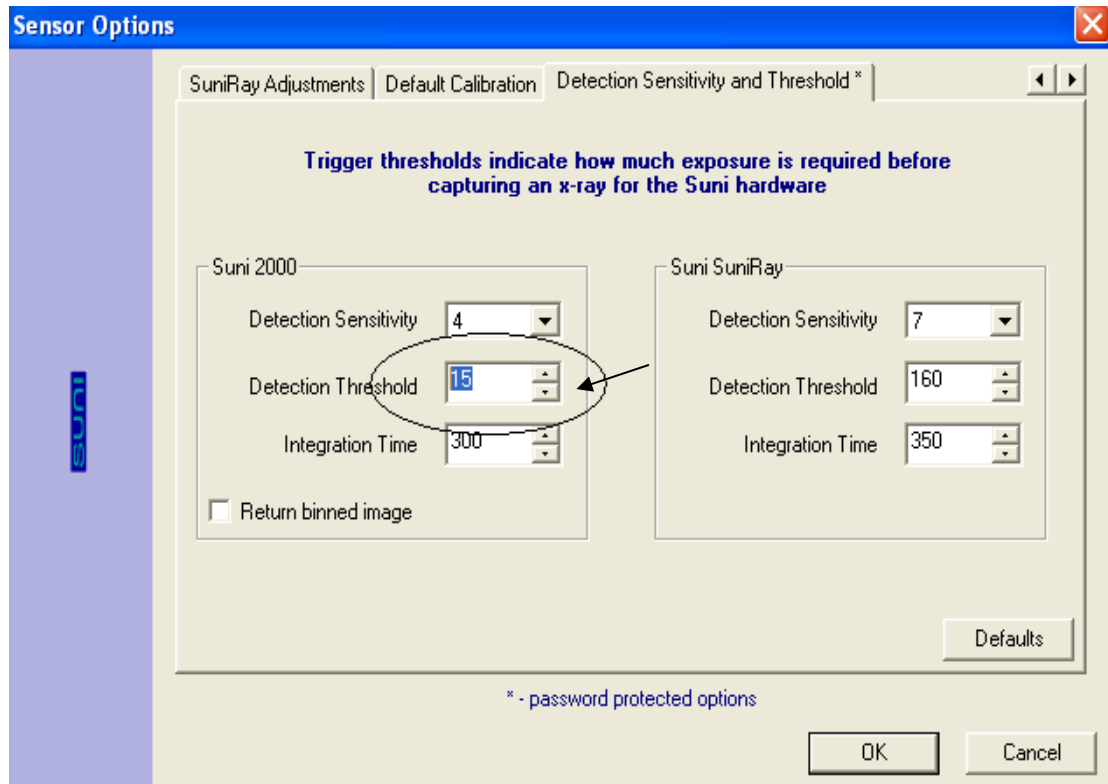 Sensor Options
SuniRay Adjustments
Default Calibration
Detection Sensitivity and Threshold *
Trigger thresholds indicate how much exposure is required before
capturing an x-ray for the Suni hardware
Suni 2000
Detection Sensitivity 4
Detection Threshold 15
Integration Time 300
Return binned image
Suni SuniRay
Detection Sensitivity 7
Detection Threshold 160
Integration Time 350
suni
Defaults
* - password protected options
OK
Cancel